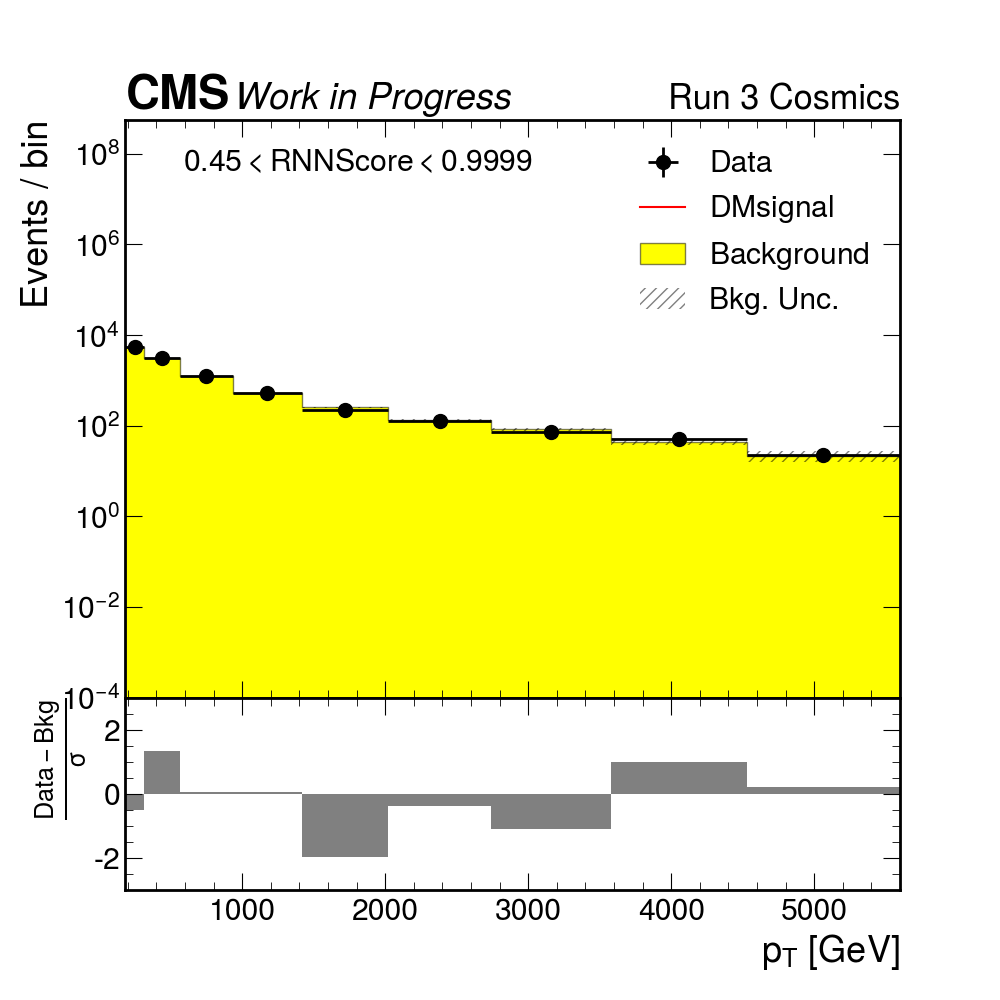 CMS Work in Progress
Run 3 Cosmics
Events / bin
0.45 < RNNScore < 0.9999
Data
DMsignal
Background
Bkg. Unc.
10^8
10^6
10^4
10^2
10^0
10^−2
10^−4
Data − Bkg
σ
2
0
-2
1000 2000 3000 4000 5000
p_T [GeV]